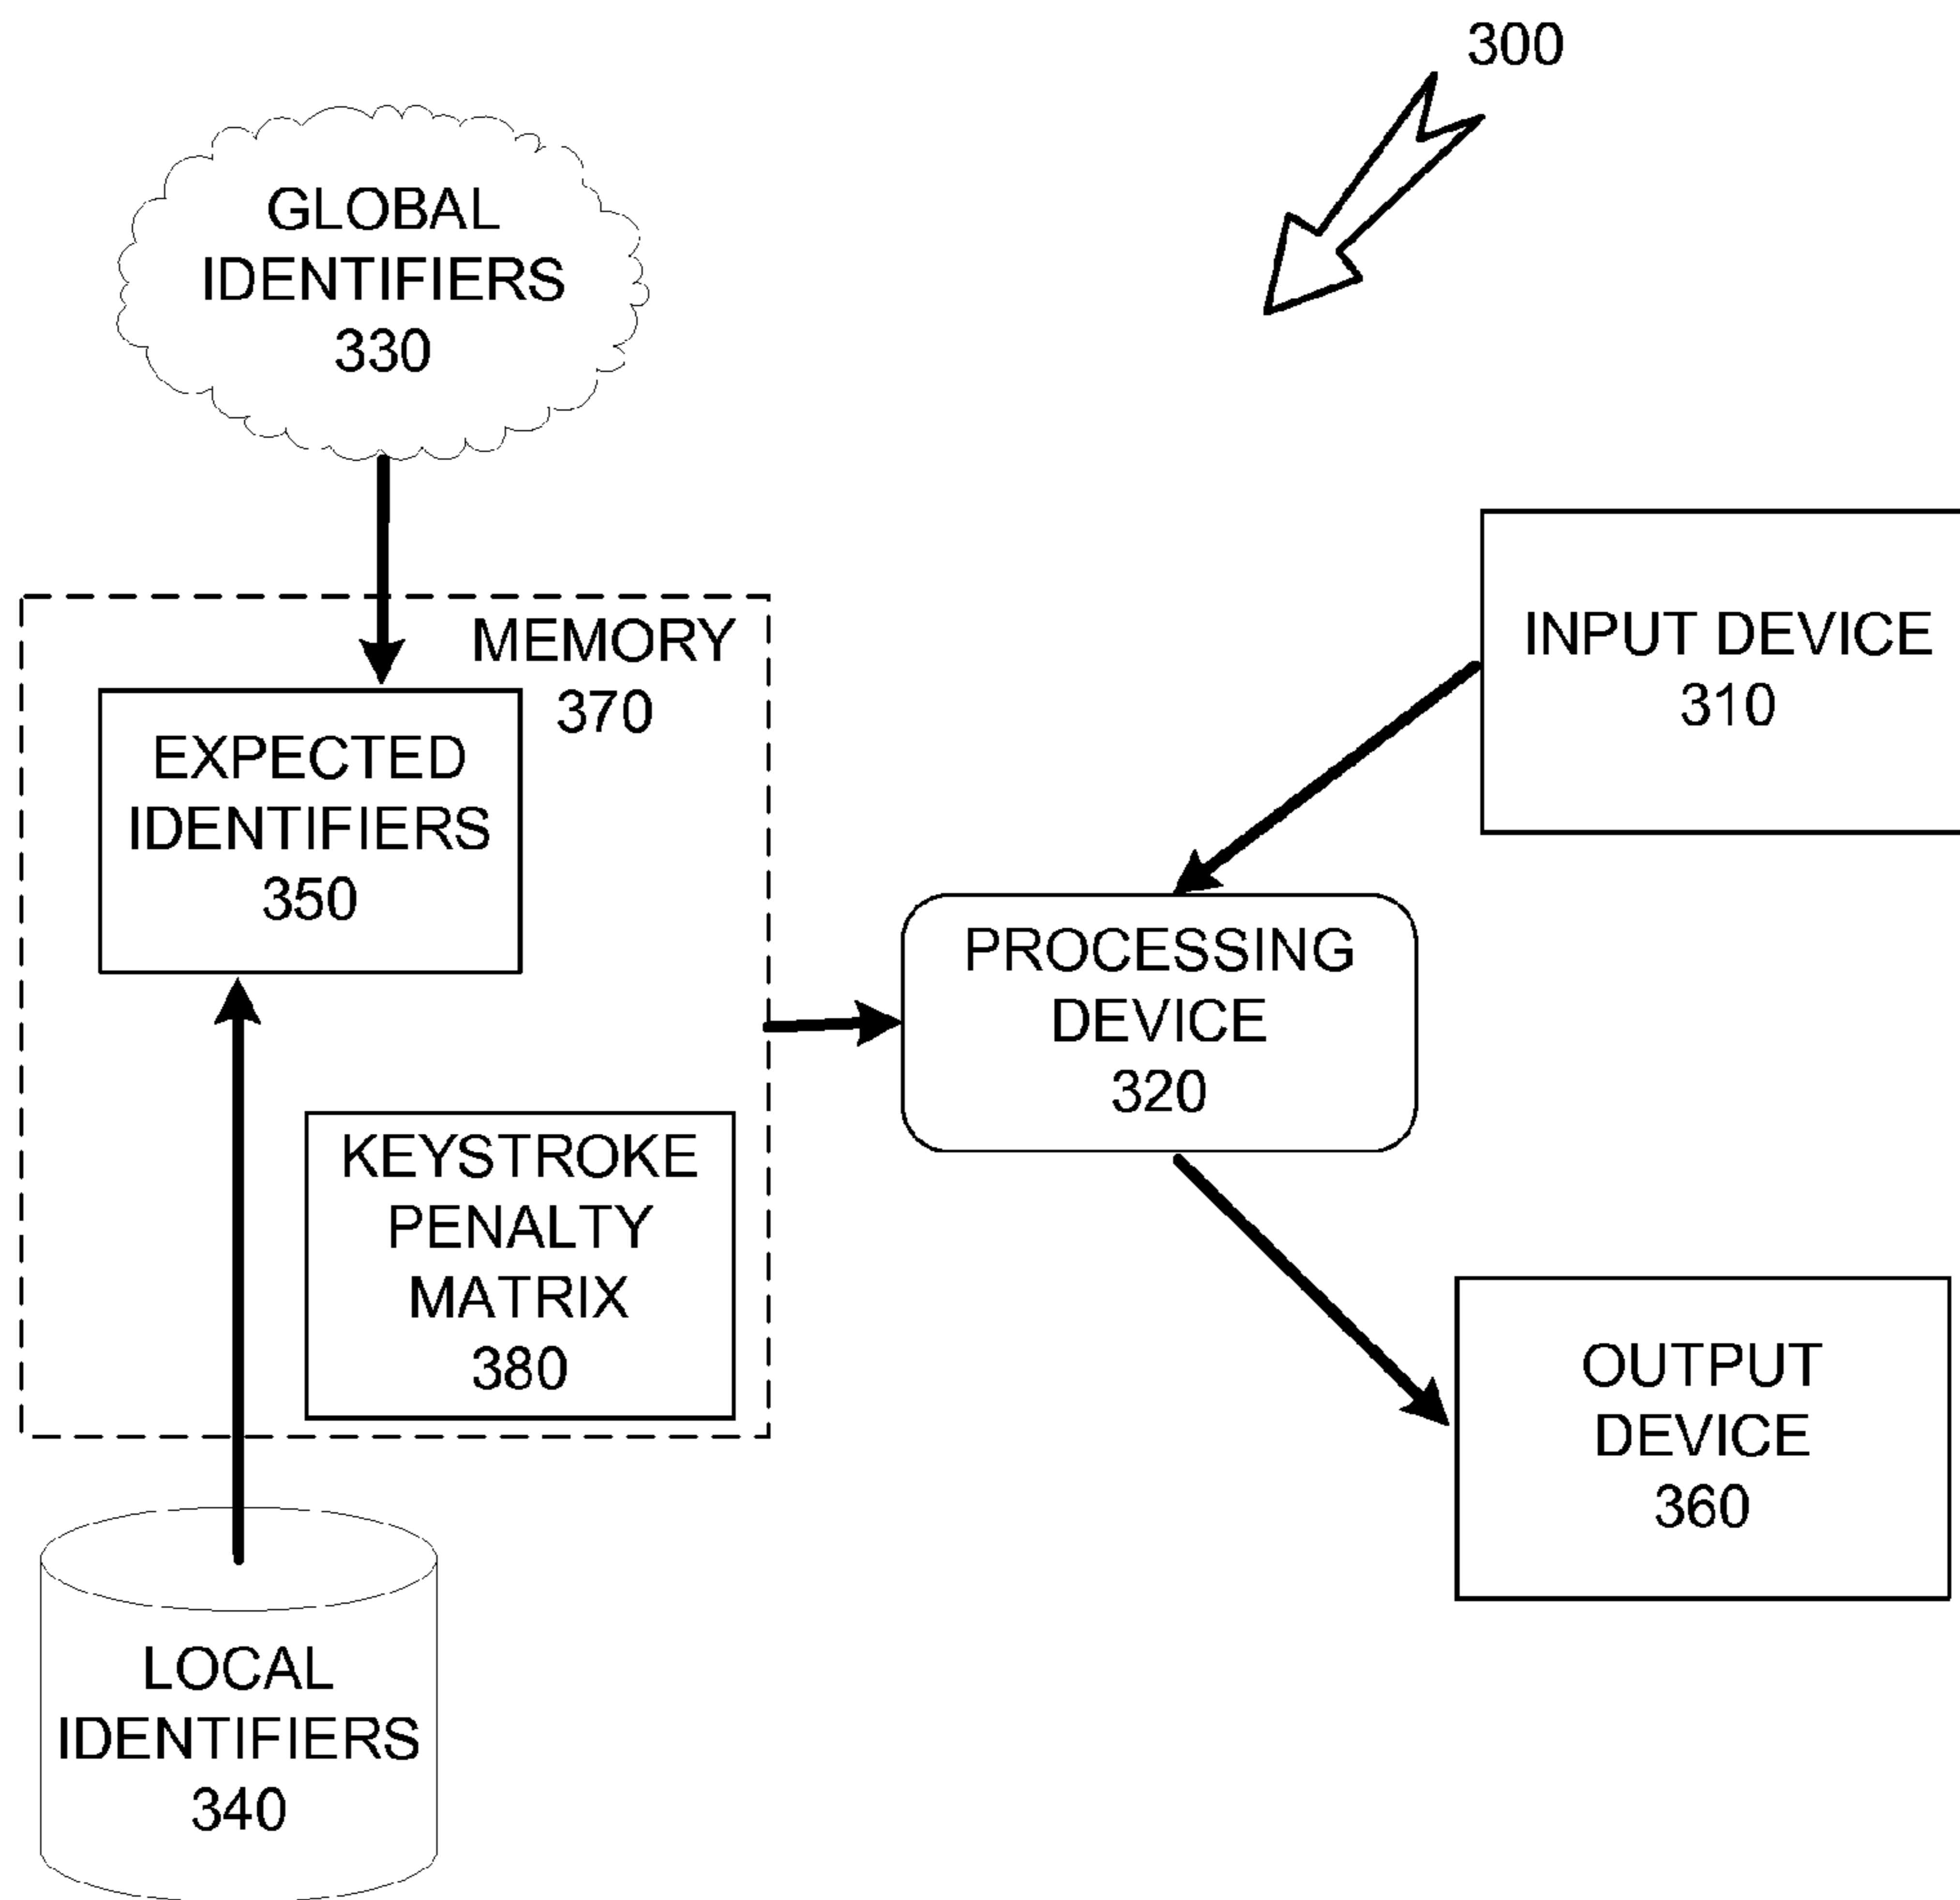 300
GLOBAL
IDENTIFIERS
330
MEMORY
370
EXPECTED
IDENTIFIERS
350
INPUT DEVICE
310
PROCESSING
DEVICE
320
KEYSTROKE
PENALTY
MATRIX
380
OUTPUT
DEVICE
360
LOCAL
IDENTIFIERS
340